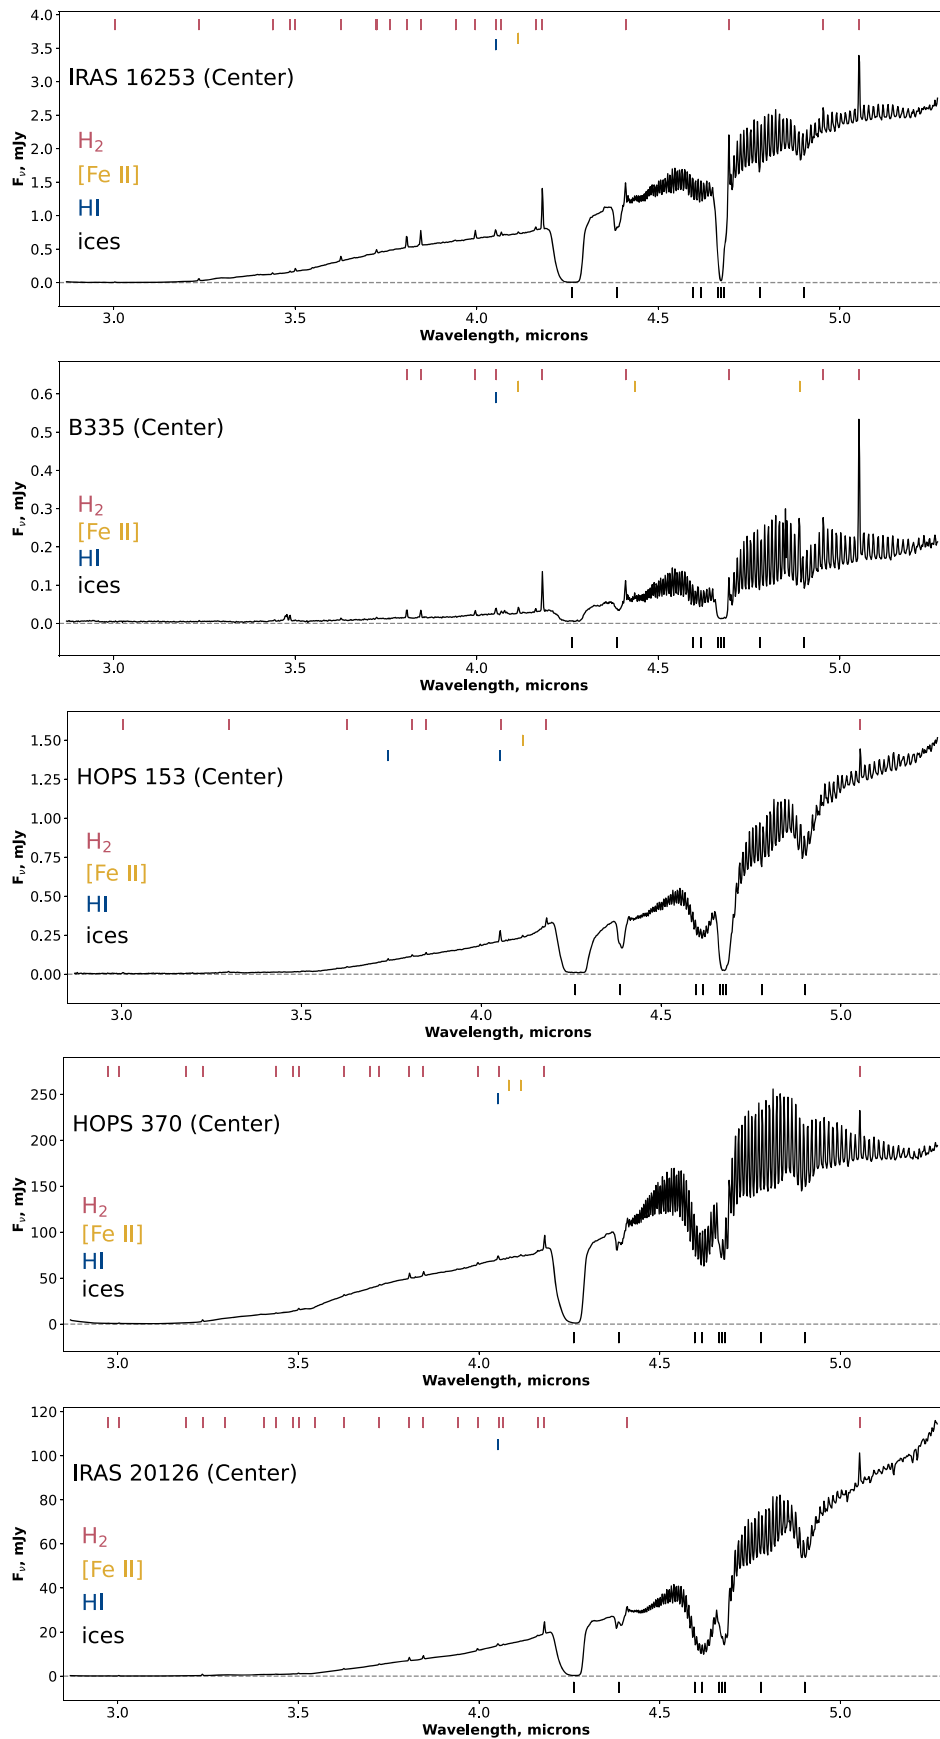 4.0
3.5
3.0
2.5
2.0
1.5
1.0
0.5
0.0
Fν, mJy
IRAS 16253 (Center)
H₂
[Fe II]
HI
ices
3.0 3.5 4.0 4.5 5.0
Wavelength, microns
0.6
0.5
0.4
0.3
0.2
0.1
0.0
Fν, mJy
B335 (Center)
H₂
[Fe II]
HI
ices
3.0 3.5 4.0 4.5 5.0
Wavelength, microns
1.50
1.25
1.00
0.75
0.50
0.25
0.00
Fν, mJy
HOPS 153 (Center)
H₂
[Fe II]
HI
ices
3.0 3.5 4.0 4.5 5.0
Wavelength, microns
250
200
150
100
50
0
Fν, mJy
HOPS 370 (Center)
H₂
[Fe II]
HI
ices
3.0 3.5 4.0 4.5 5.0
Wavelength, microns
120
100
80
60
40
20
0
Fν, mJy
IRAS 20126 (Center)
H₂
[Fe II]
HI
ices
3.0 3.5 4.0 4.5 5.0
Wavelength, microns